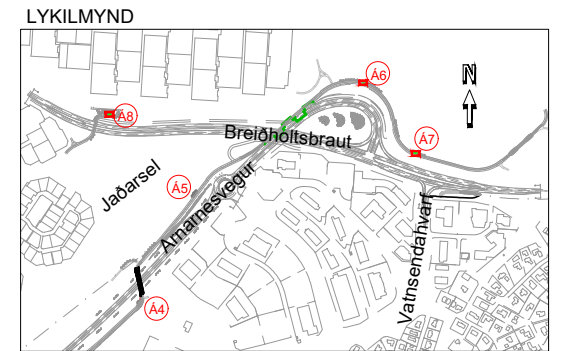 LYKILMYND
Á6
N
Á8
Breiðholtsbraut
Á7
Jaðarsel
Á5
Arnarnesvegur
Vatnsendahvarf
Á4